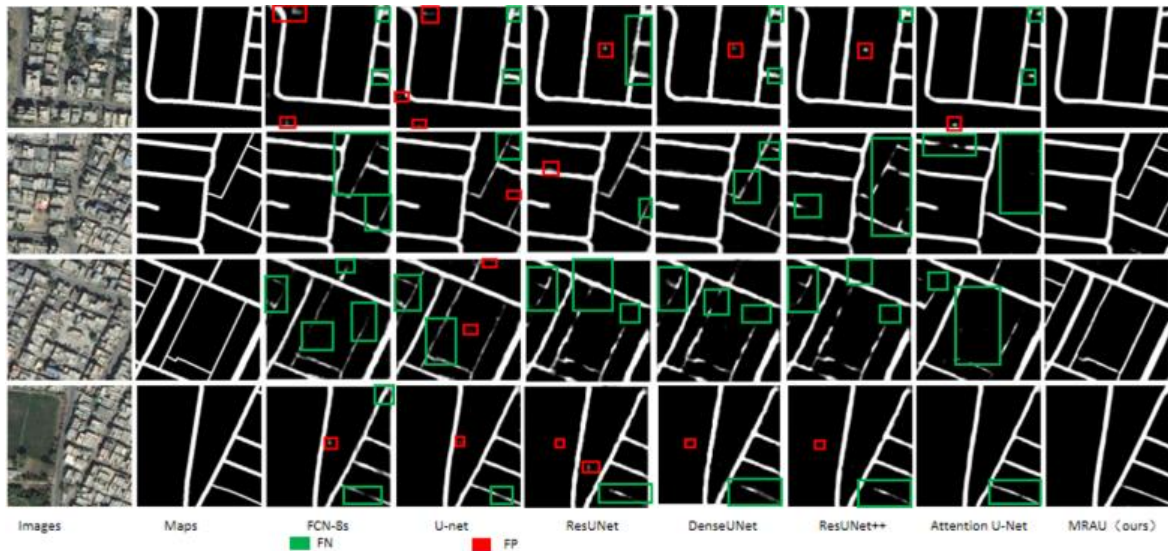 Images Maps FCN-8s U-net ResUNet DenseUNet ResUNet++ Attention U-Net MRAU（ours）
FN FP